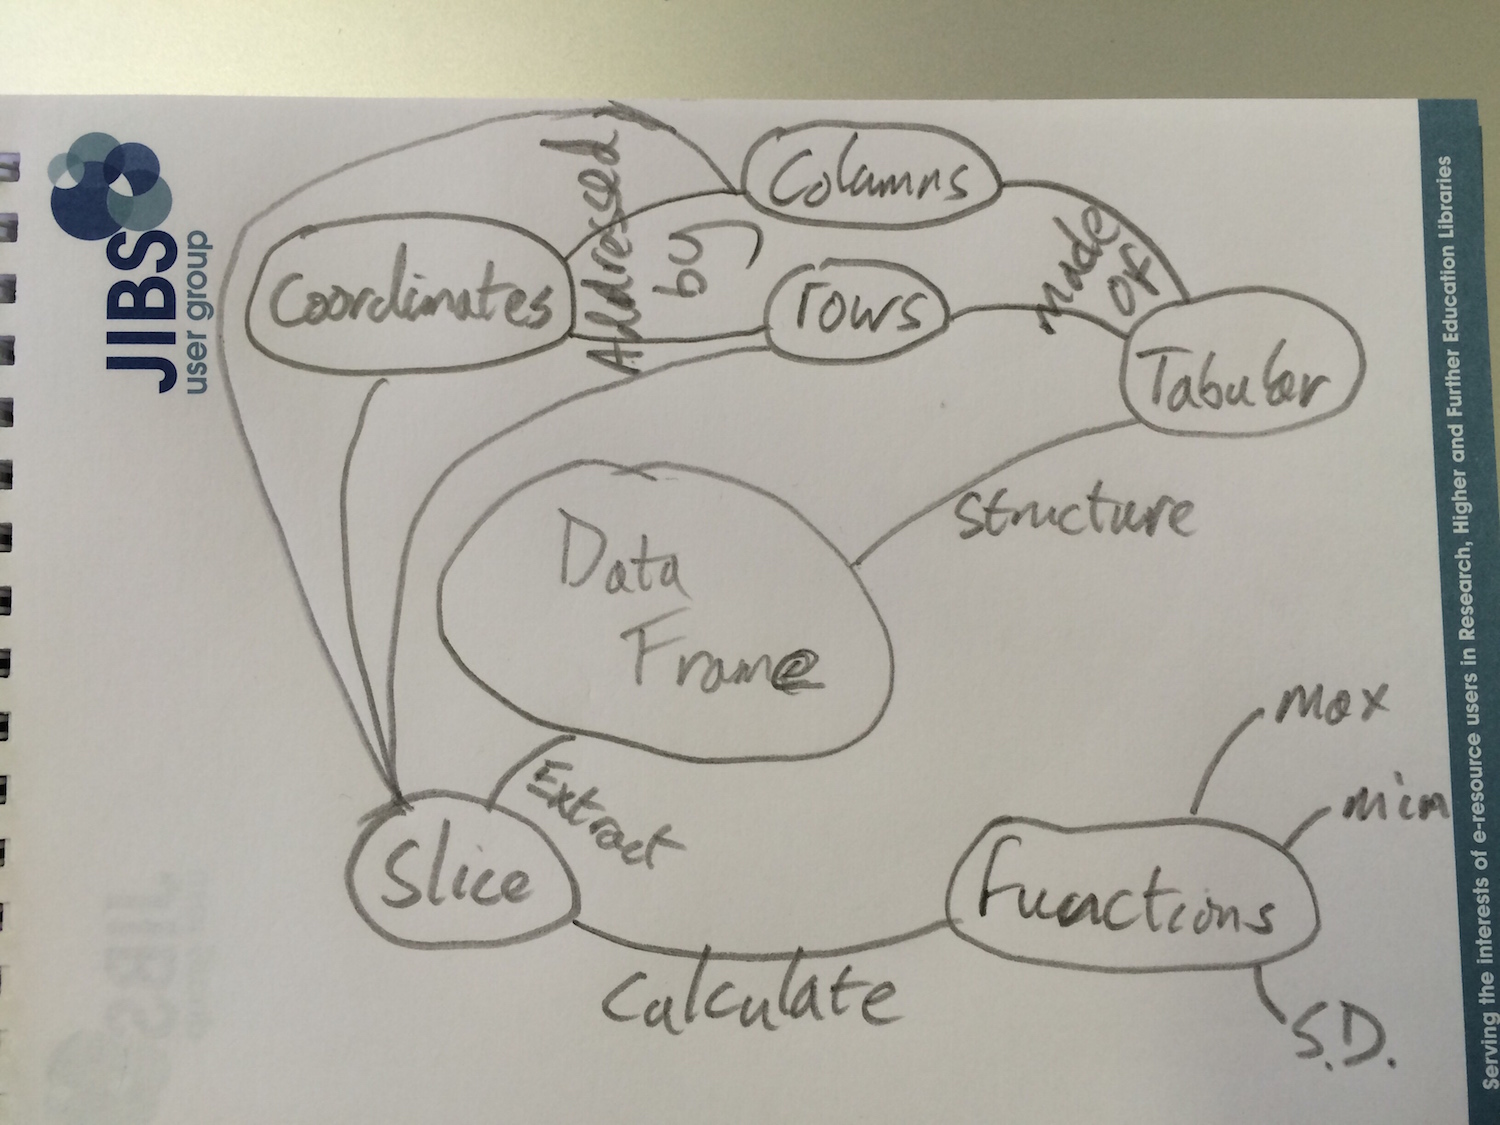 JIBS
user group
Columns
Coordinates
Addressed
by
rows
made
of
Tabular
structure
Data
Frame
Extract
Slice
Calculate
Functions
max
min
S.D.
Serving the interests of e-resource users in Research, Higher and Further Education Libraries